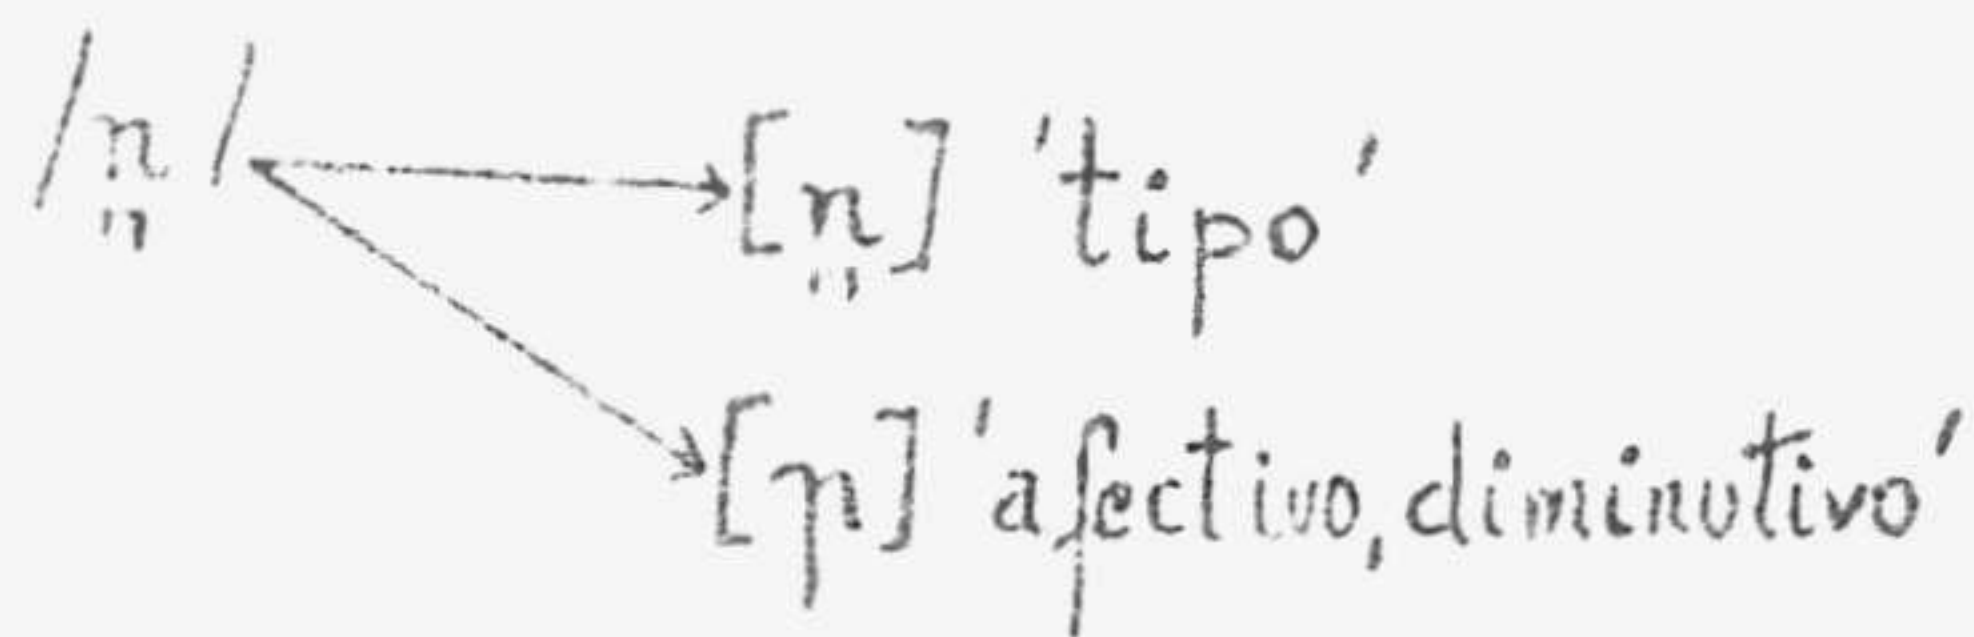 /n͈/ → [n͈] 'tipo'
→ [ɲ] 'afectivo, diminutivo'